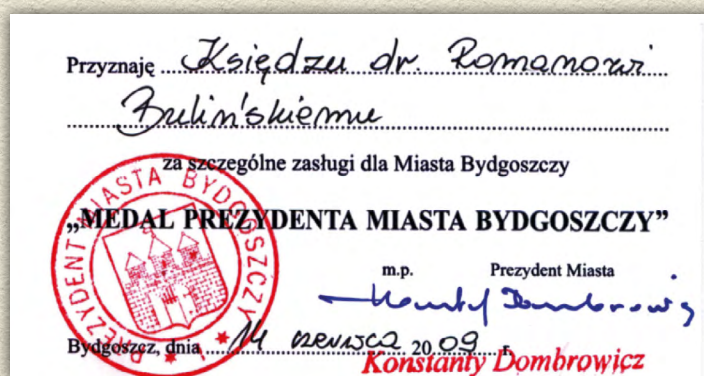 Przyznaję Księdzu dr. Romanowi
Bulińskiemu
za szczególne zasługi dla Miasta Bydgoszczy
„MEDAL PREZYDENTA MIASTA BYDGOSZCZY”
m.p. Prezydent Miasta
PREZYDENT MIASTA BYDGOSZCZY * 1 *
Bydgoszcz, dnia 14 czerwca 2009 r.
Konstanty Dombrowicz